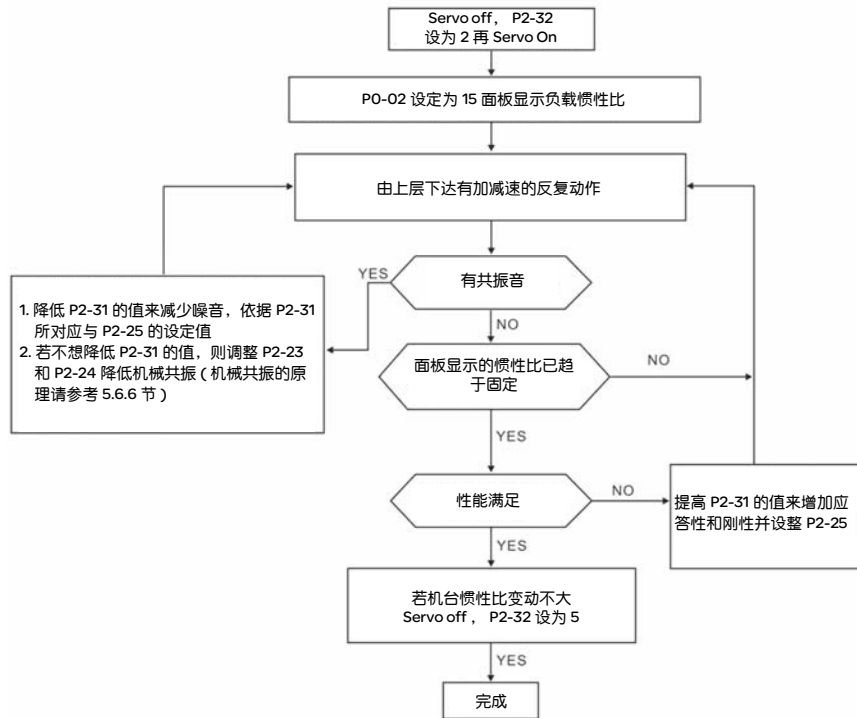 Servo off， P2-32
设为 2 再 Servo On
P0-02 设定为 15 面板显示负载惯性比
由上层下达有加减速的反复动作
YES
有共振音
1. 降低 P2-31 的值来减少噪音，依据 P2-31
所对应与 P2-25 的设定值
2. 若不想降低 P2-31 的值，则调整 P2-23
和 P2-24 降低机械共振 ( 机械共振的原
理请参考 5.6.6 节 )
NO
面板显示的惯性比已趋
于固定
NO
YES
性能满足
NO
提高 P2-31 的值来增加应
答性和刚性并设整 P2-25
YES
若机台惯性比变动不大
Servo off， P2-32 设为 5
YES
完成